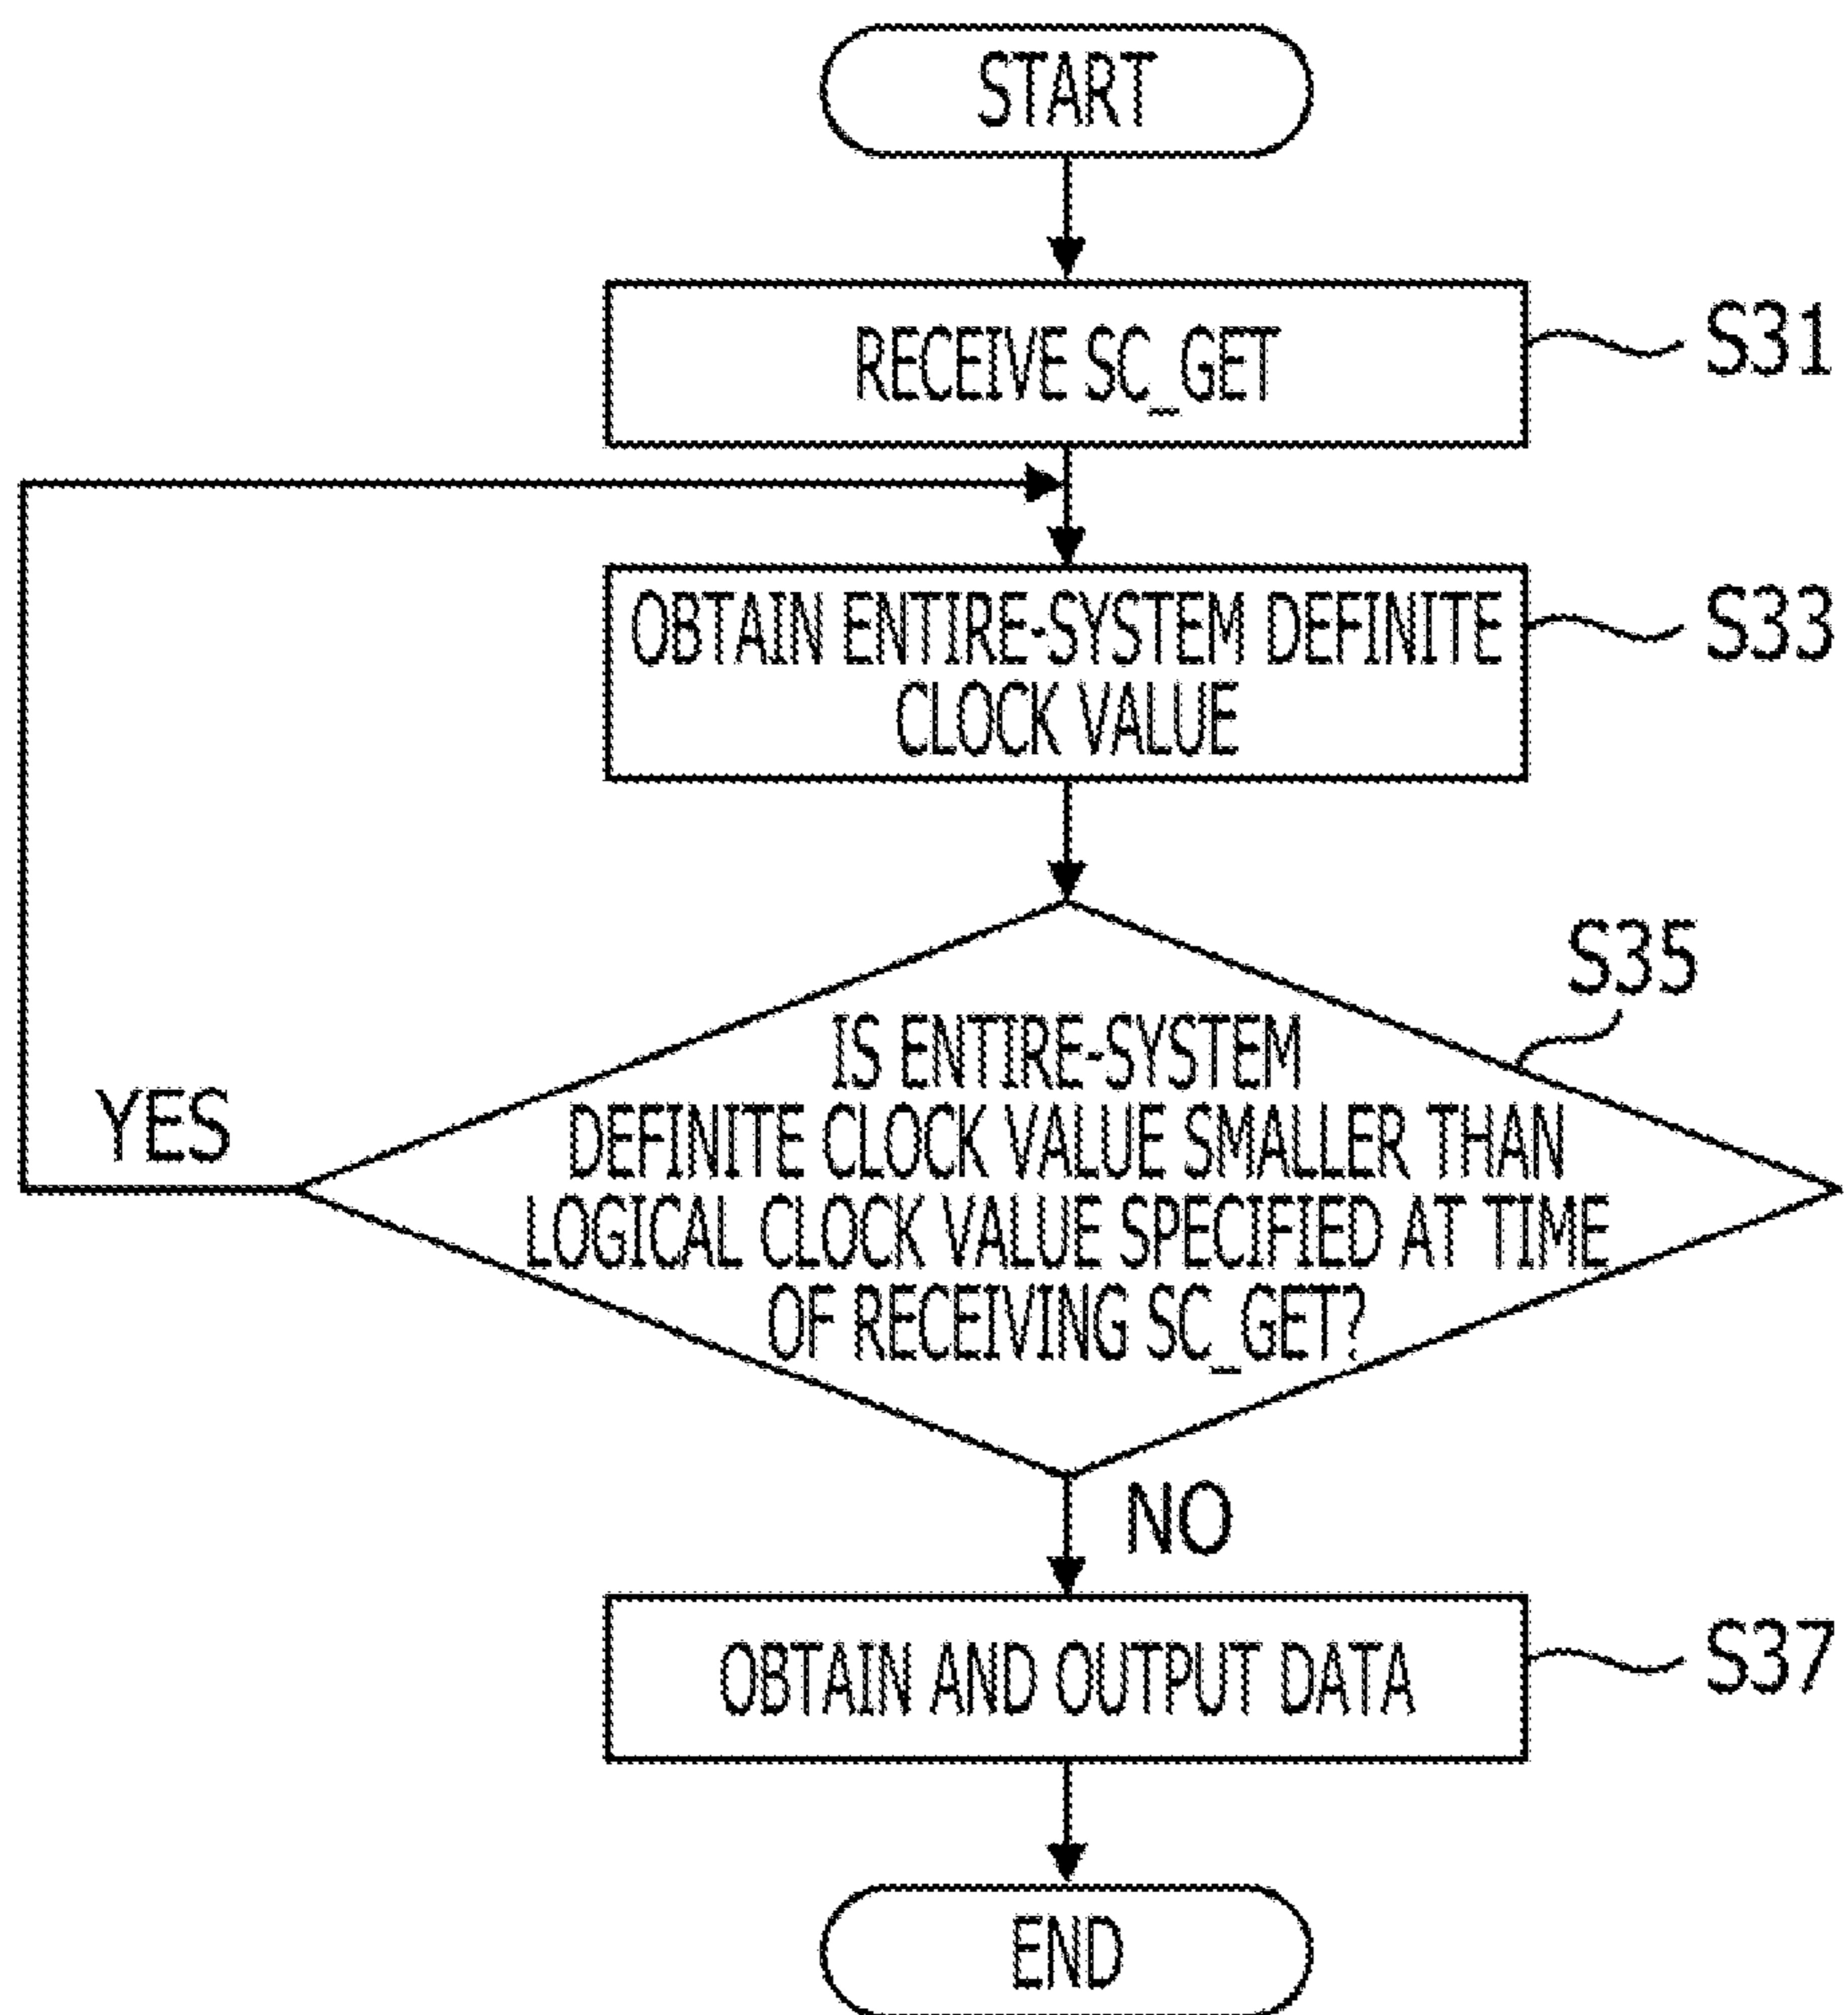 START
RECEIVE SC_GET
S31
OBTAIN ENTIRE-SYSTEM DEFINITE
CLOCK VALUE
S33
S35
IS ENTIRE-SYSTEM
DEFINITE CLOCK VALUE SMALLER THAN
LOGICAL CLOCK VALUE SPECIFIED AT TIME
OF RECEIVING SC_GET?
YES
NO
OBTAIN AND OUTPUT DATA
S37
END